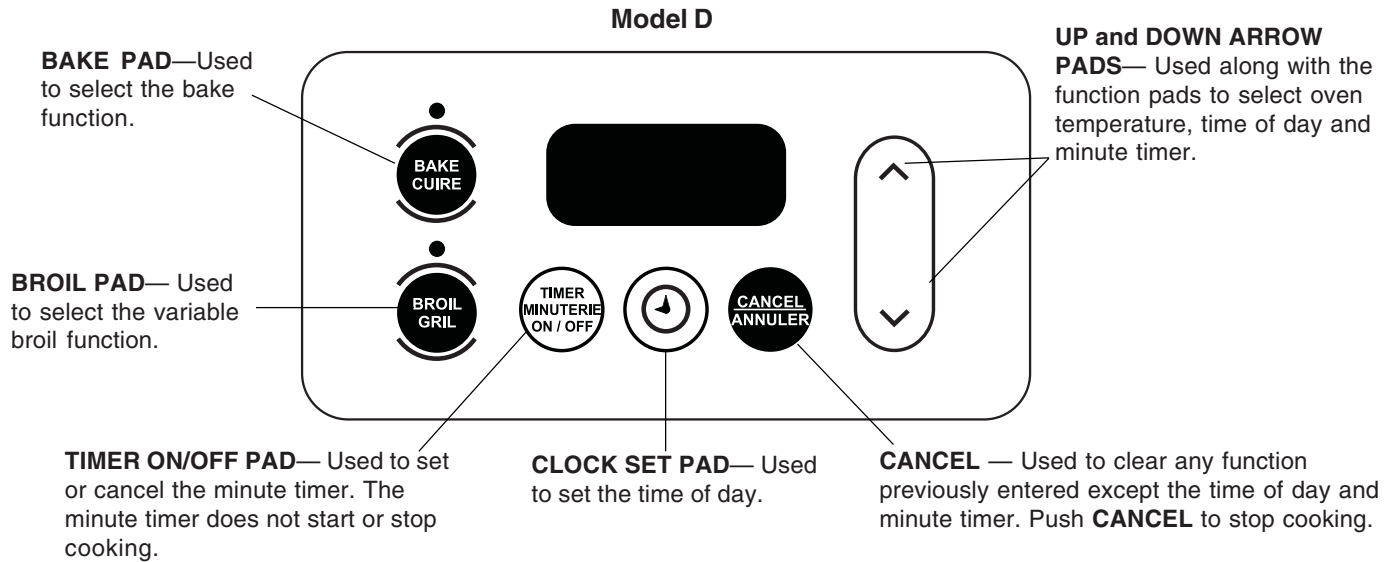 Model D
BAKE PAD—Used
to select the bake
function.
UP and DOWN ARROW
PADS— Used along with the
function pads to select oven
temperature, time of day and
minute timer.
BAKE
CUIRE
BROIL PAD— Used
to select the variable
broil function.
BROIL
GRIL
TIMER
MINUTERIE
ON / OFF
CANCEL
ANNULER
TIMER ON/OFF PAD— Used to set
or cancel the minute timer. The
minute timer does not start or stop
cooking.
CLOCK SET PAD— Used
to set the time of day.
CANCEL — Used to clear any function
previously entered except the time of day and
minute timer. Push CANCEL to stop cooking.